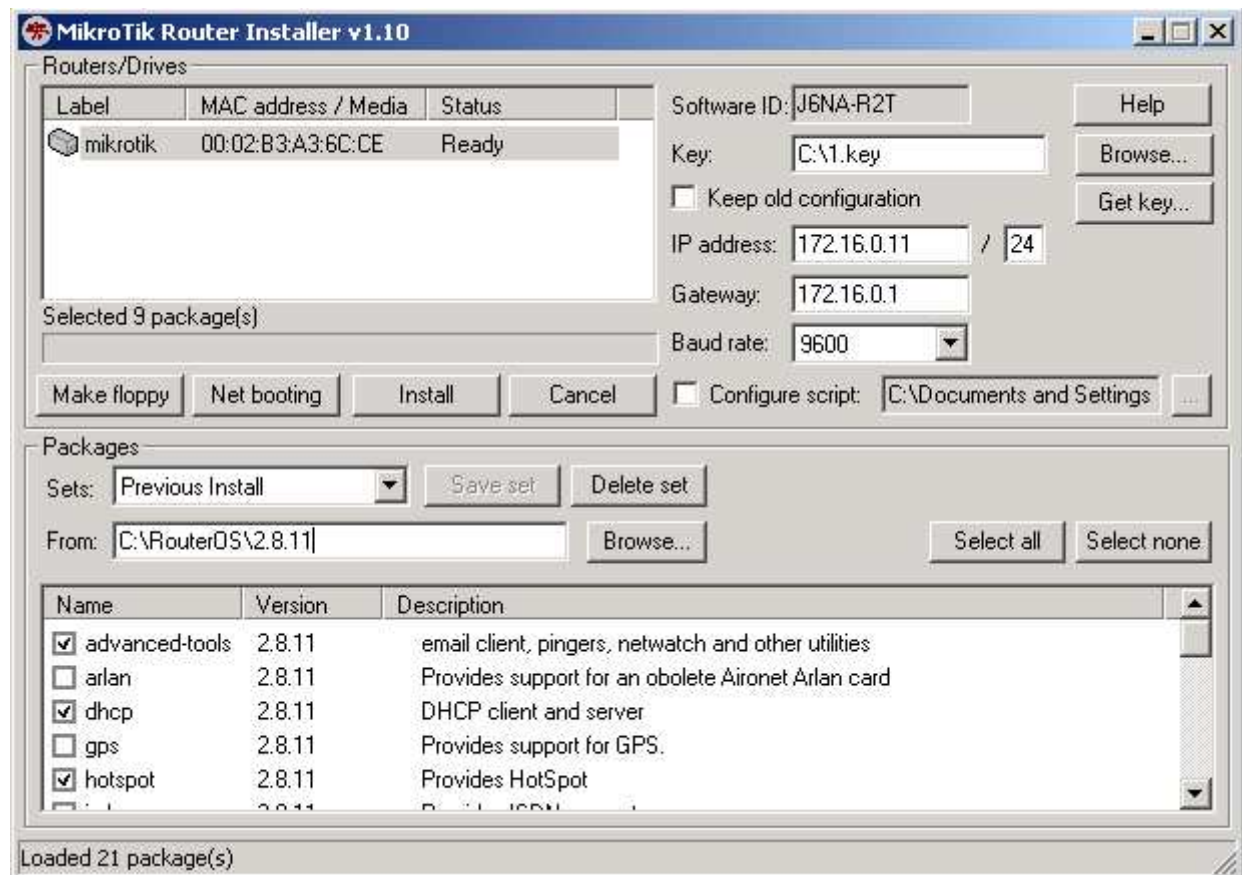 MikroTik Router Installer v1.10
Routers/Drives
Label MAC address / Media Status
mikrotik 00:02:B3:A3:6C:CE Ready
Selected 9 package(s)
Make floppy Net booting Install Cancel
Software ID: J6NA-R2T Help
Key: C:\1.key Browse...
Keep old configuration Get key...
IP address: 172.16.0.11 / 24
Gateway: 172.16.0.1
Baud rate: 9600
Configure script: C:\Documents and Settings ...
Packages
Sets: Previous Install Save set Delete set
From: C:\RouterOS\2.8.11 Browse... Select all Select none
Name Version Description
advanced-tools 2.8.11 email client, pingers, netwatch and other utilities
arlan 2.8.11 Provides support for an obolete Aironet Arlan card
dhcp 2.8.11 DHCP client and server
gps 2.8.11 Provides support for GPS.
hotspot 2.8.11 Provides HotSpot
Loaded 21 package(s)